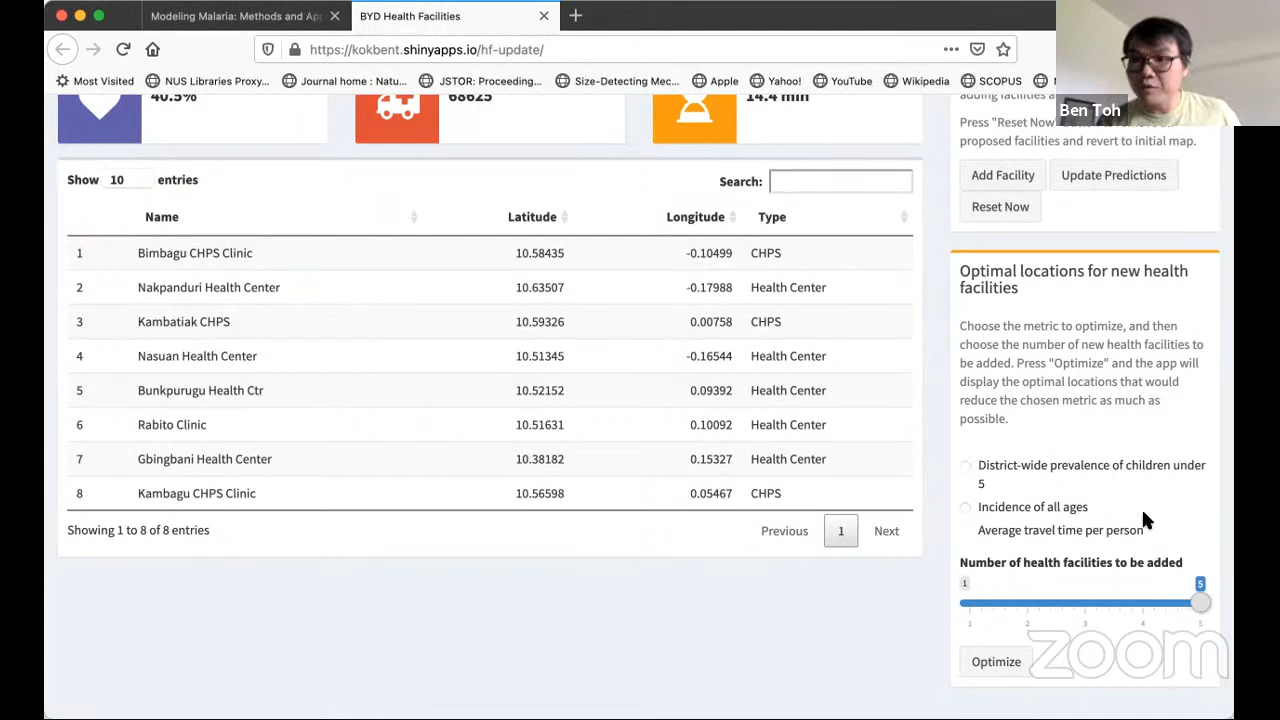 Modeling Malaria: Methods and Ap
BYD Health Facilities
https://kokbent.shinyapps.io/hf-update/
Most Visited
NUS Libraries Proxy...
Journal home : Natu...
JSTOR: Proceeding...
Size-Detecting Mec...
Apple
Yahoo!
YouTube
Wikipedia
SCOPUS
Ben Toh
40.5%
68625
14.4 min
adding facilities a
Press "Reset Now"
proposed facilities and revert to initial map.
Add Facility
Update Predictions
Reset Now
Show 10 entries
Search:
Name Latitude Longitude Type
1 Bimbagu CHPS Clinic 10.58435 -0.10499 CHPS
2 Nakpanduri Health Center 10.63507 -0.17988 Health Center
3 Kambatiak CHPS 10.59326 0.00758 CHPS
4 Nasuan Health Center 10.51345 -0.16544 Health Center
5 Bunkpurugu Health Ctr 10.52152 0.09392 Health Center
6 Rabito Clinic 10.51631 0.10092 Health Center
7 Gbingbani Health Center 10.38182 0.15327 Health Center
8 Kambagu CHPS Clinic 10.56598 0.05467 CHPS
Showing 1 to 8 of 8 entries
Previous 1 Next
Optimal locations for new health
facilities
Choose the metric to optimize, and then
choose the number of new health facilities to
be added. Press "Optimize" and the app will
display the optimal locations that would
reduce the chosen metric as much as
possible.
District-wide prevalence of children under
5
Incidence of all ages
Average travel time per person
Number of health facilities to be added
1 5
1 2 3 4 5
Optimize
zoom